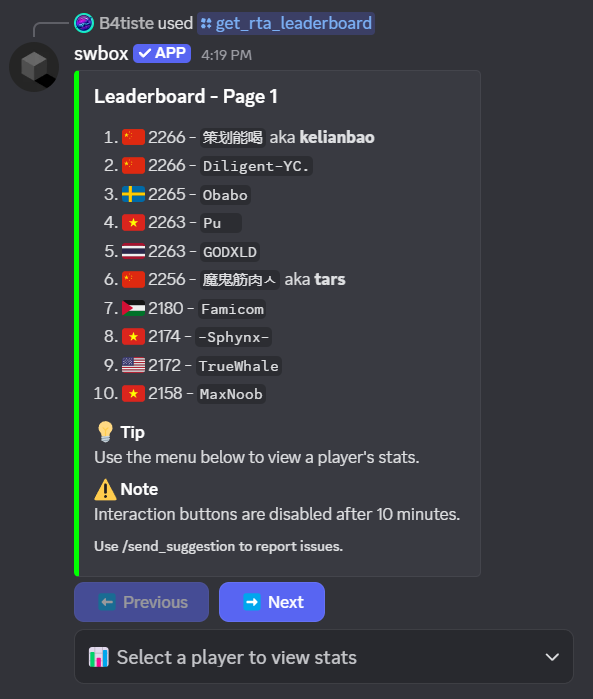 B4tiste used get_rta_leaderboard
swbox ✓ APP 4:19 PM
Leaderboard - Page 1
1. 2266 - 策划能喝 aka kelianbao
2. 2266 - Diligent-YC.
3. 2265 - Obabo
4. 2263 - Pu
5. 2263 - GODXLD
6. 2256 - 魔鬼筋肉ㅅ aka tars
7. 2180 - Famicom
8. 2174 - -Sphynx-
9. 2172 - TrueWhale
10. 2158 - MaxNoob
Tip
Use the menu below to view a player's stats.
Note
Interaction buttons are disabled after 10 minutes.
Use /send_suggestion to report issues.
Previous Next
Select a player to view stats